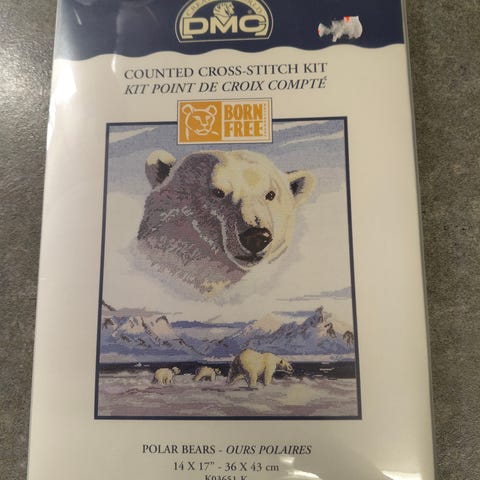 DMC
COUNTED CROSS-STITCH KIT
KIT POINT DE CROIX COMPTÉ
BORN
FREE
POLAR BEARS - OURS POLAIRES
14 X 17" - 36 X 43 cm
K93651-K